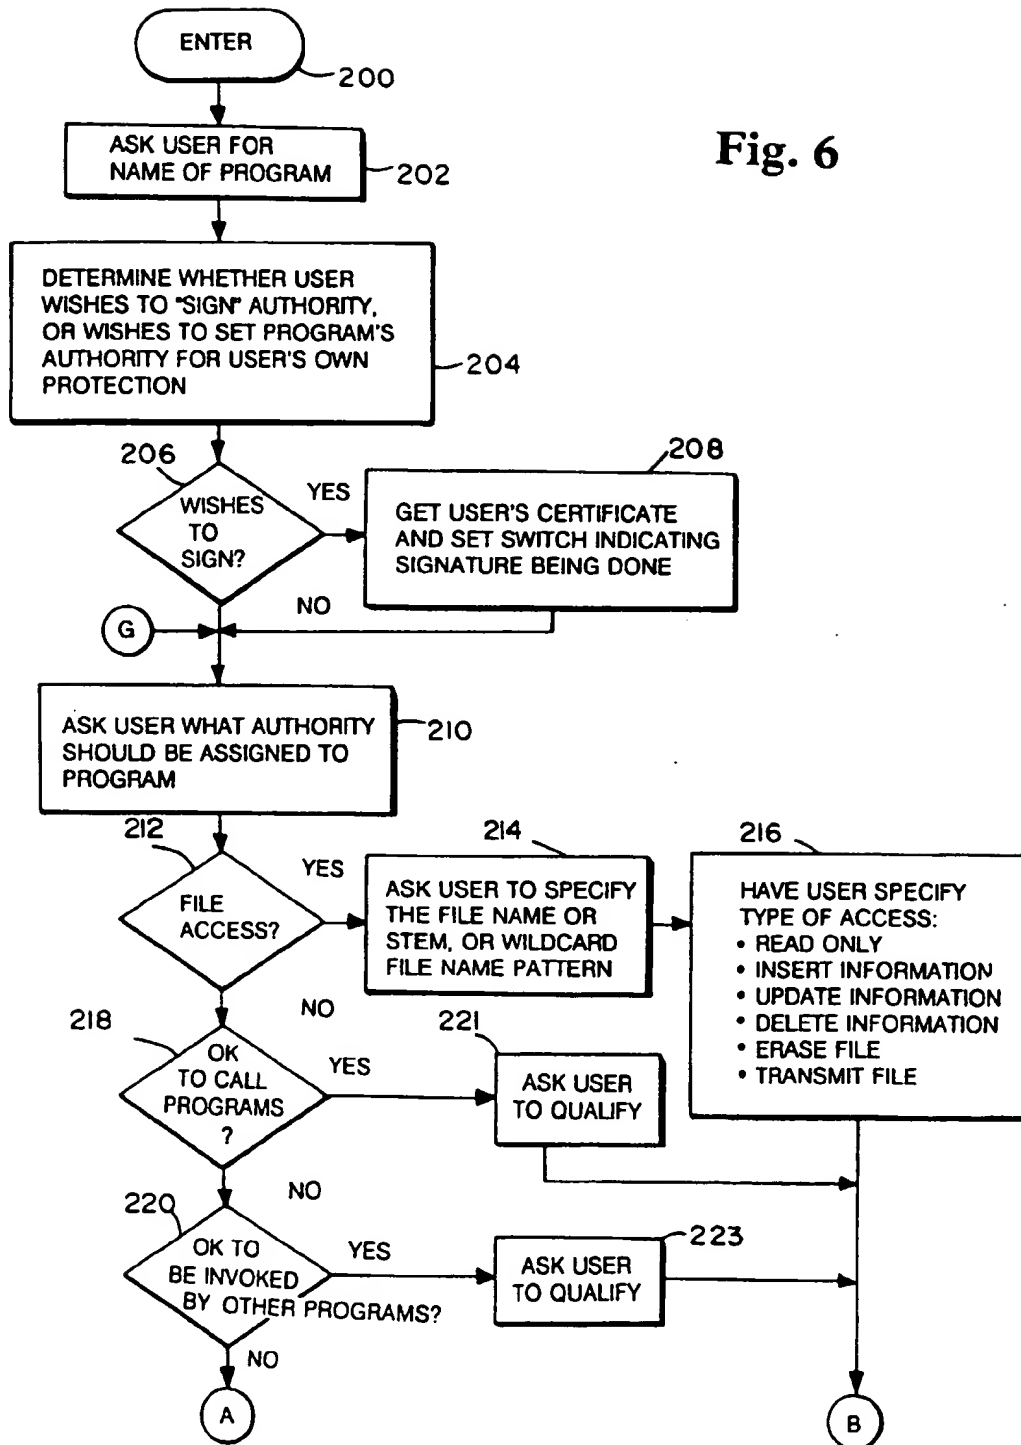 ENTER
200
Fig. 6
ASK USER FOR
NAME OF PROGRAM
202
DETERMINE WHETHER USER
WISHES TO "SIGN" AUTHORITY,
OR WISHES TO SET PROGRAM'S
AUTHORITY FOR USER'S OWN
PROTECTION
204
206
WISHES
TO
SIGN?
YES
208
GET USER'S CERTIFICATE
AND SET SWITCH INDICATING
SIGNATURE BEING DONE
NO
G
ASK USER WHAT AUTHORITY
SHOULD BE ASSIGNED TO
PROGRAM
210
212
FILE
ACCESS?
YES
214
ASK USER TO SPECIFY
THE FILE NAME OR
STEM, OR WILDCARD
FILE NAME PATTERN
216
HAVE USER SPECIFY
TYPE OF ACCESS:
• READ ONLY
• INSERT INFORMATION
• UPDATE INFORMATION
• DELETE INFORMATION
• ERASE FILE
• TRANSMIT FILE
NO
218
OK
TO CALL
PROGRAMS
?
YES
221
ASK USER
TO QUALIFY
NO
220
OK TO
BE INVOKED
BY OTHER PROGRAMS?
YES
223
ASK USER
TO QUALIFY
NO
A
B